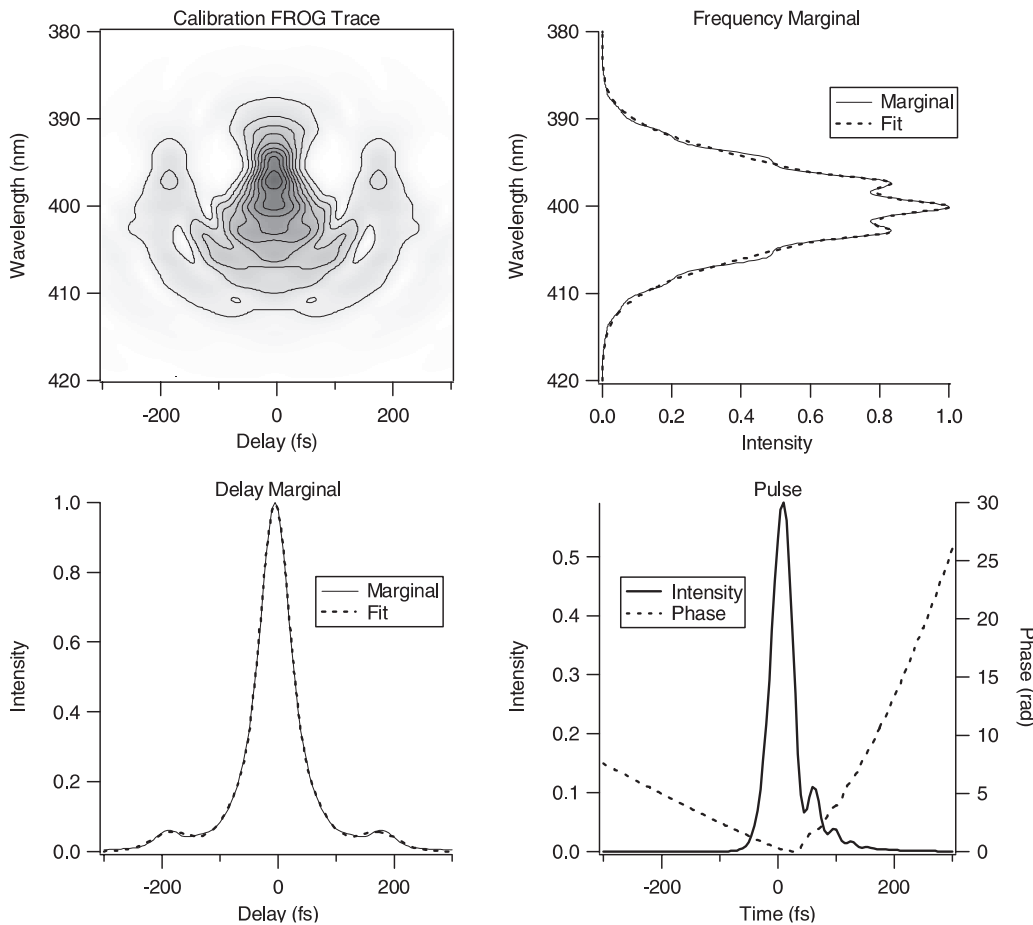 Calibration FROG Trace
380
390
400
410
420
Wavelength (nm)
-200
0
200
Delay (fs)
Frequency Marginal
380
390
400
410
420
Wavelength (nm)
Marginal
Fit
0.0
0.2
0.4
0.6
0.8
1.0
Intensity
Delay Marginal
1.0
0.8
0.6
0.4
0.2
0.0
Intensity
Marginal
Fit
-200
0
200
Delay (fs)
Pulse
0.5
0.4
0.3
0.2
0.1
0.0
Intensity
Intensity
Phase
30
25
20
15
10
5
0
Phase (rad)
-200
0
200
Time (fs)